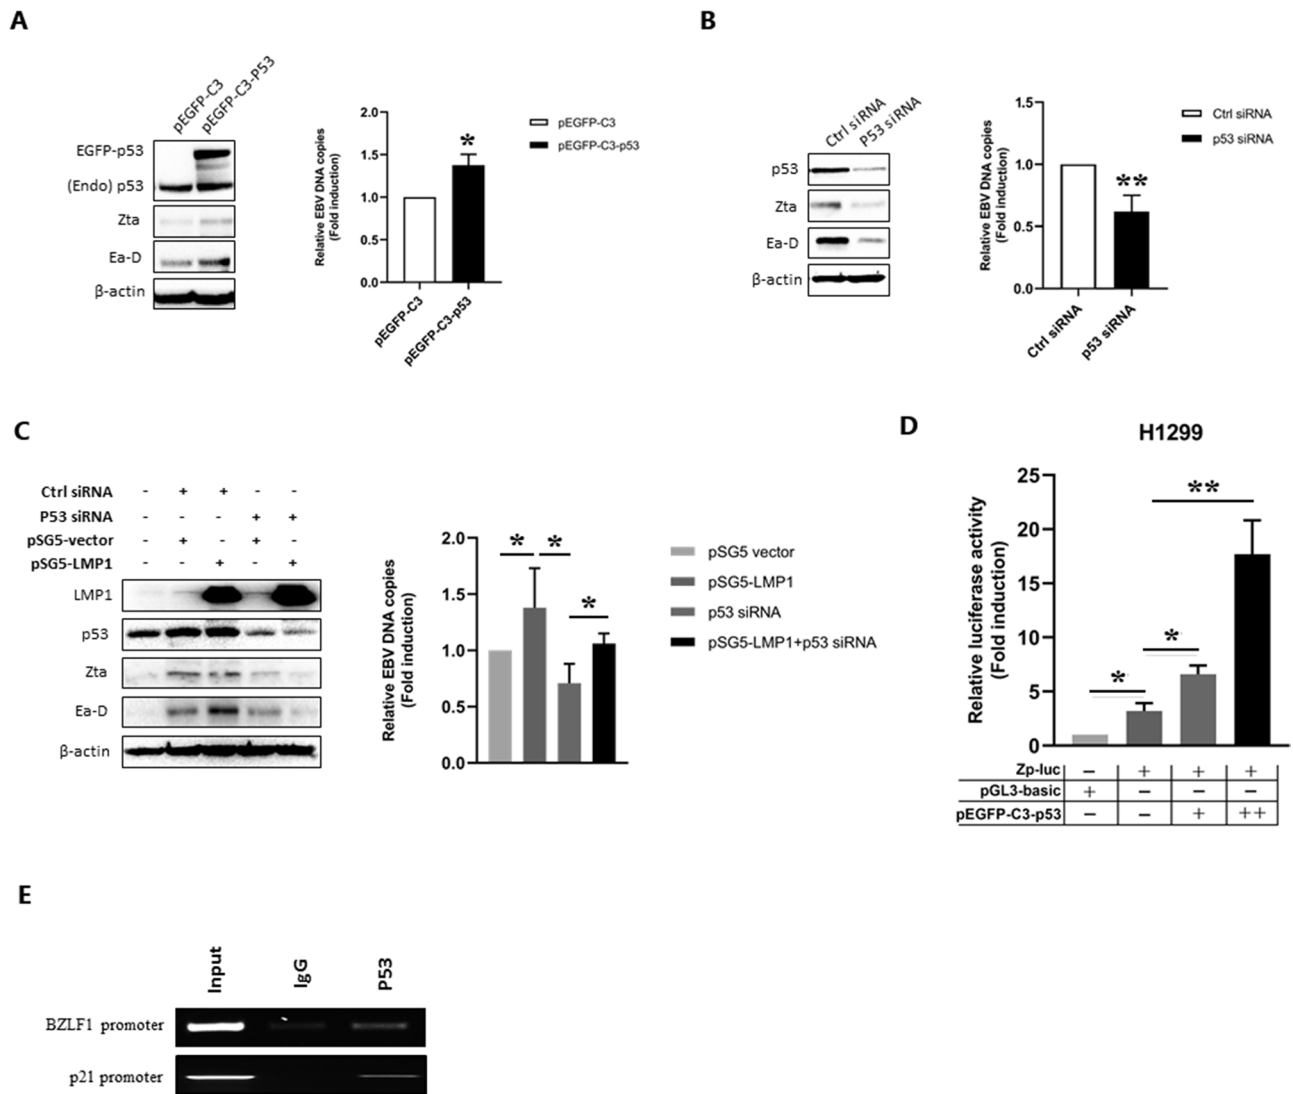 A
pEGFP-C3
pEGFP-C3-P53
EGFP-p53
(Endo) p53
Zta
Ea-D
β-actin
Relative EBV DNA copies
(Fold induction)
2.0
1.5
1.0
0.5
0.0
*
pEGFP-C3
pEGFP-C3-p53
pEGFP-C3
pEGFP-C3-p53
B
Ctrl siRNA
P53 siRNA
p53
Zta
Ea-D
β-actin
Relative EBV DNA copies
(Fold induction)
1.5
1.0
0.5
0.0
**
Ctrl siRNA
p53 siRNA
Ctrl siRNA
p53 siRNA
C
Ctrl siRNA - + + - -
P53 siRNA - - - + +
pSG5-vector - + - + -
pSG5-LMP1 - - + - +
LMP1
p53
Zta
Ea-D
β-actin
Relative EBV DNA copies
(Fold induction)
2.0
1.5
1.0
0.5
0.0
* *
*
pSG5 vector
pSG5-LMP1
p53 siRNA
pSG5-LMP1+p53 siRNA
D
H1299
Relative luciferase activity
(Fold induction)
25
20
15
10
5
0
**
*
*
Zp-luc − + + +
pGL3-basic + − − −
pEGFP-C3-p53 − − + ++
E
Input
IgG
P53
BZLF1 promoter
p21 promoter